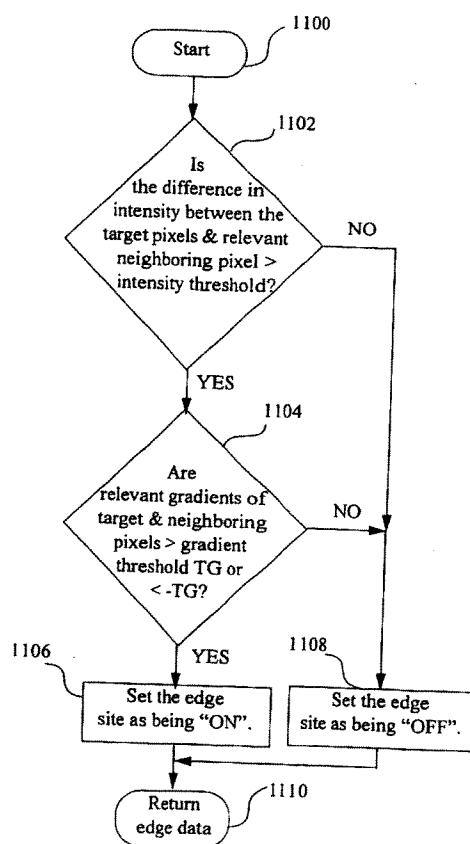 1100
Start
1102
Is
the difference in
intensity between the
target pixels & relevant
neighboring pixel >
intensity threshold?
NO
YES
1104
Are
relevant gradients of
target & neighboring
pixels > gradient
threshold TG or
< -TG?
NO
YES
1106
1108
Set the edge
site as being "ON".
Set the edge
site as being "OFF".
Return
edge data
1110